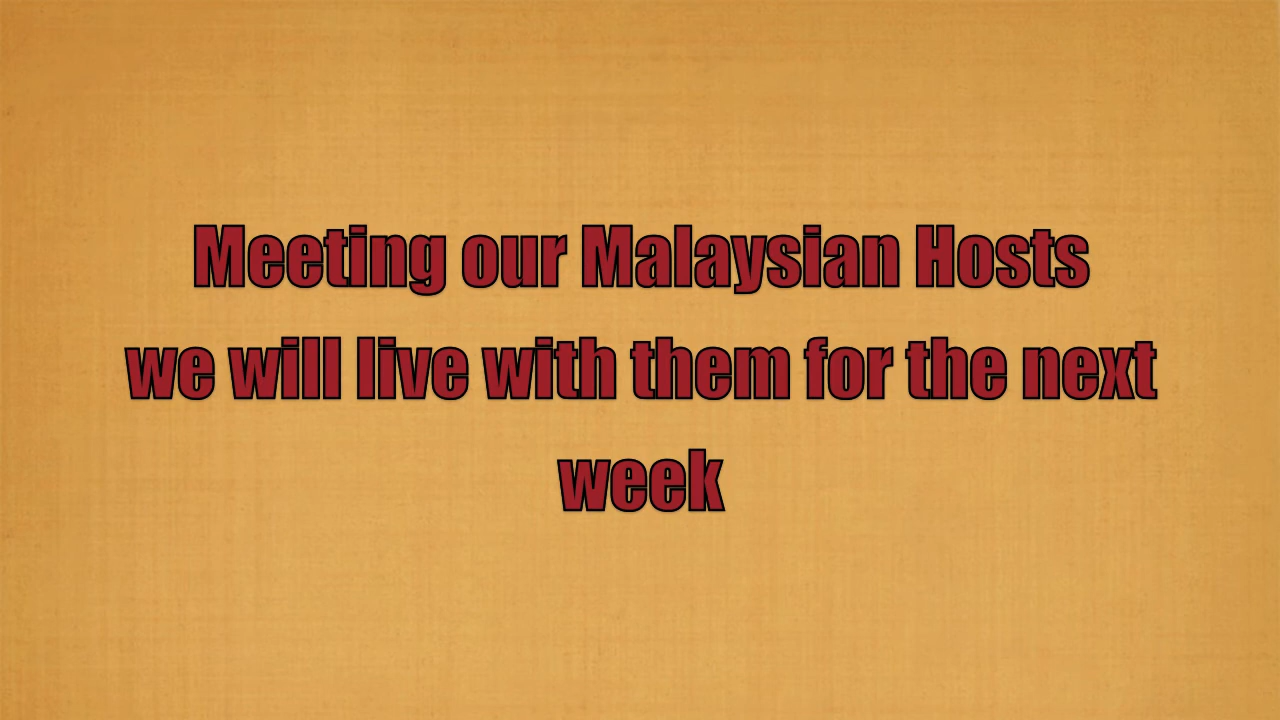 Meeting our Malaysian Hosts
we will live with them for the next
week